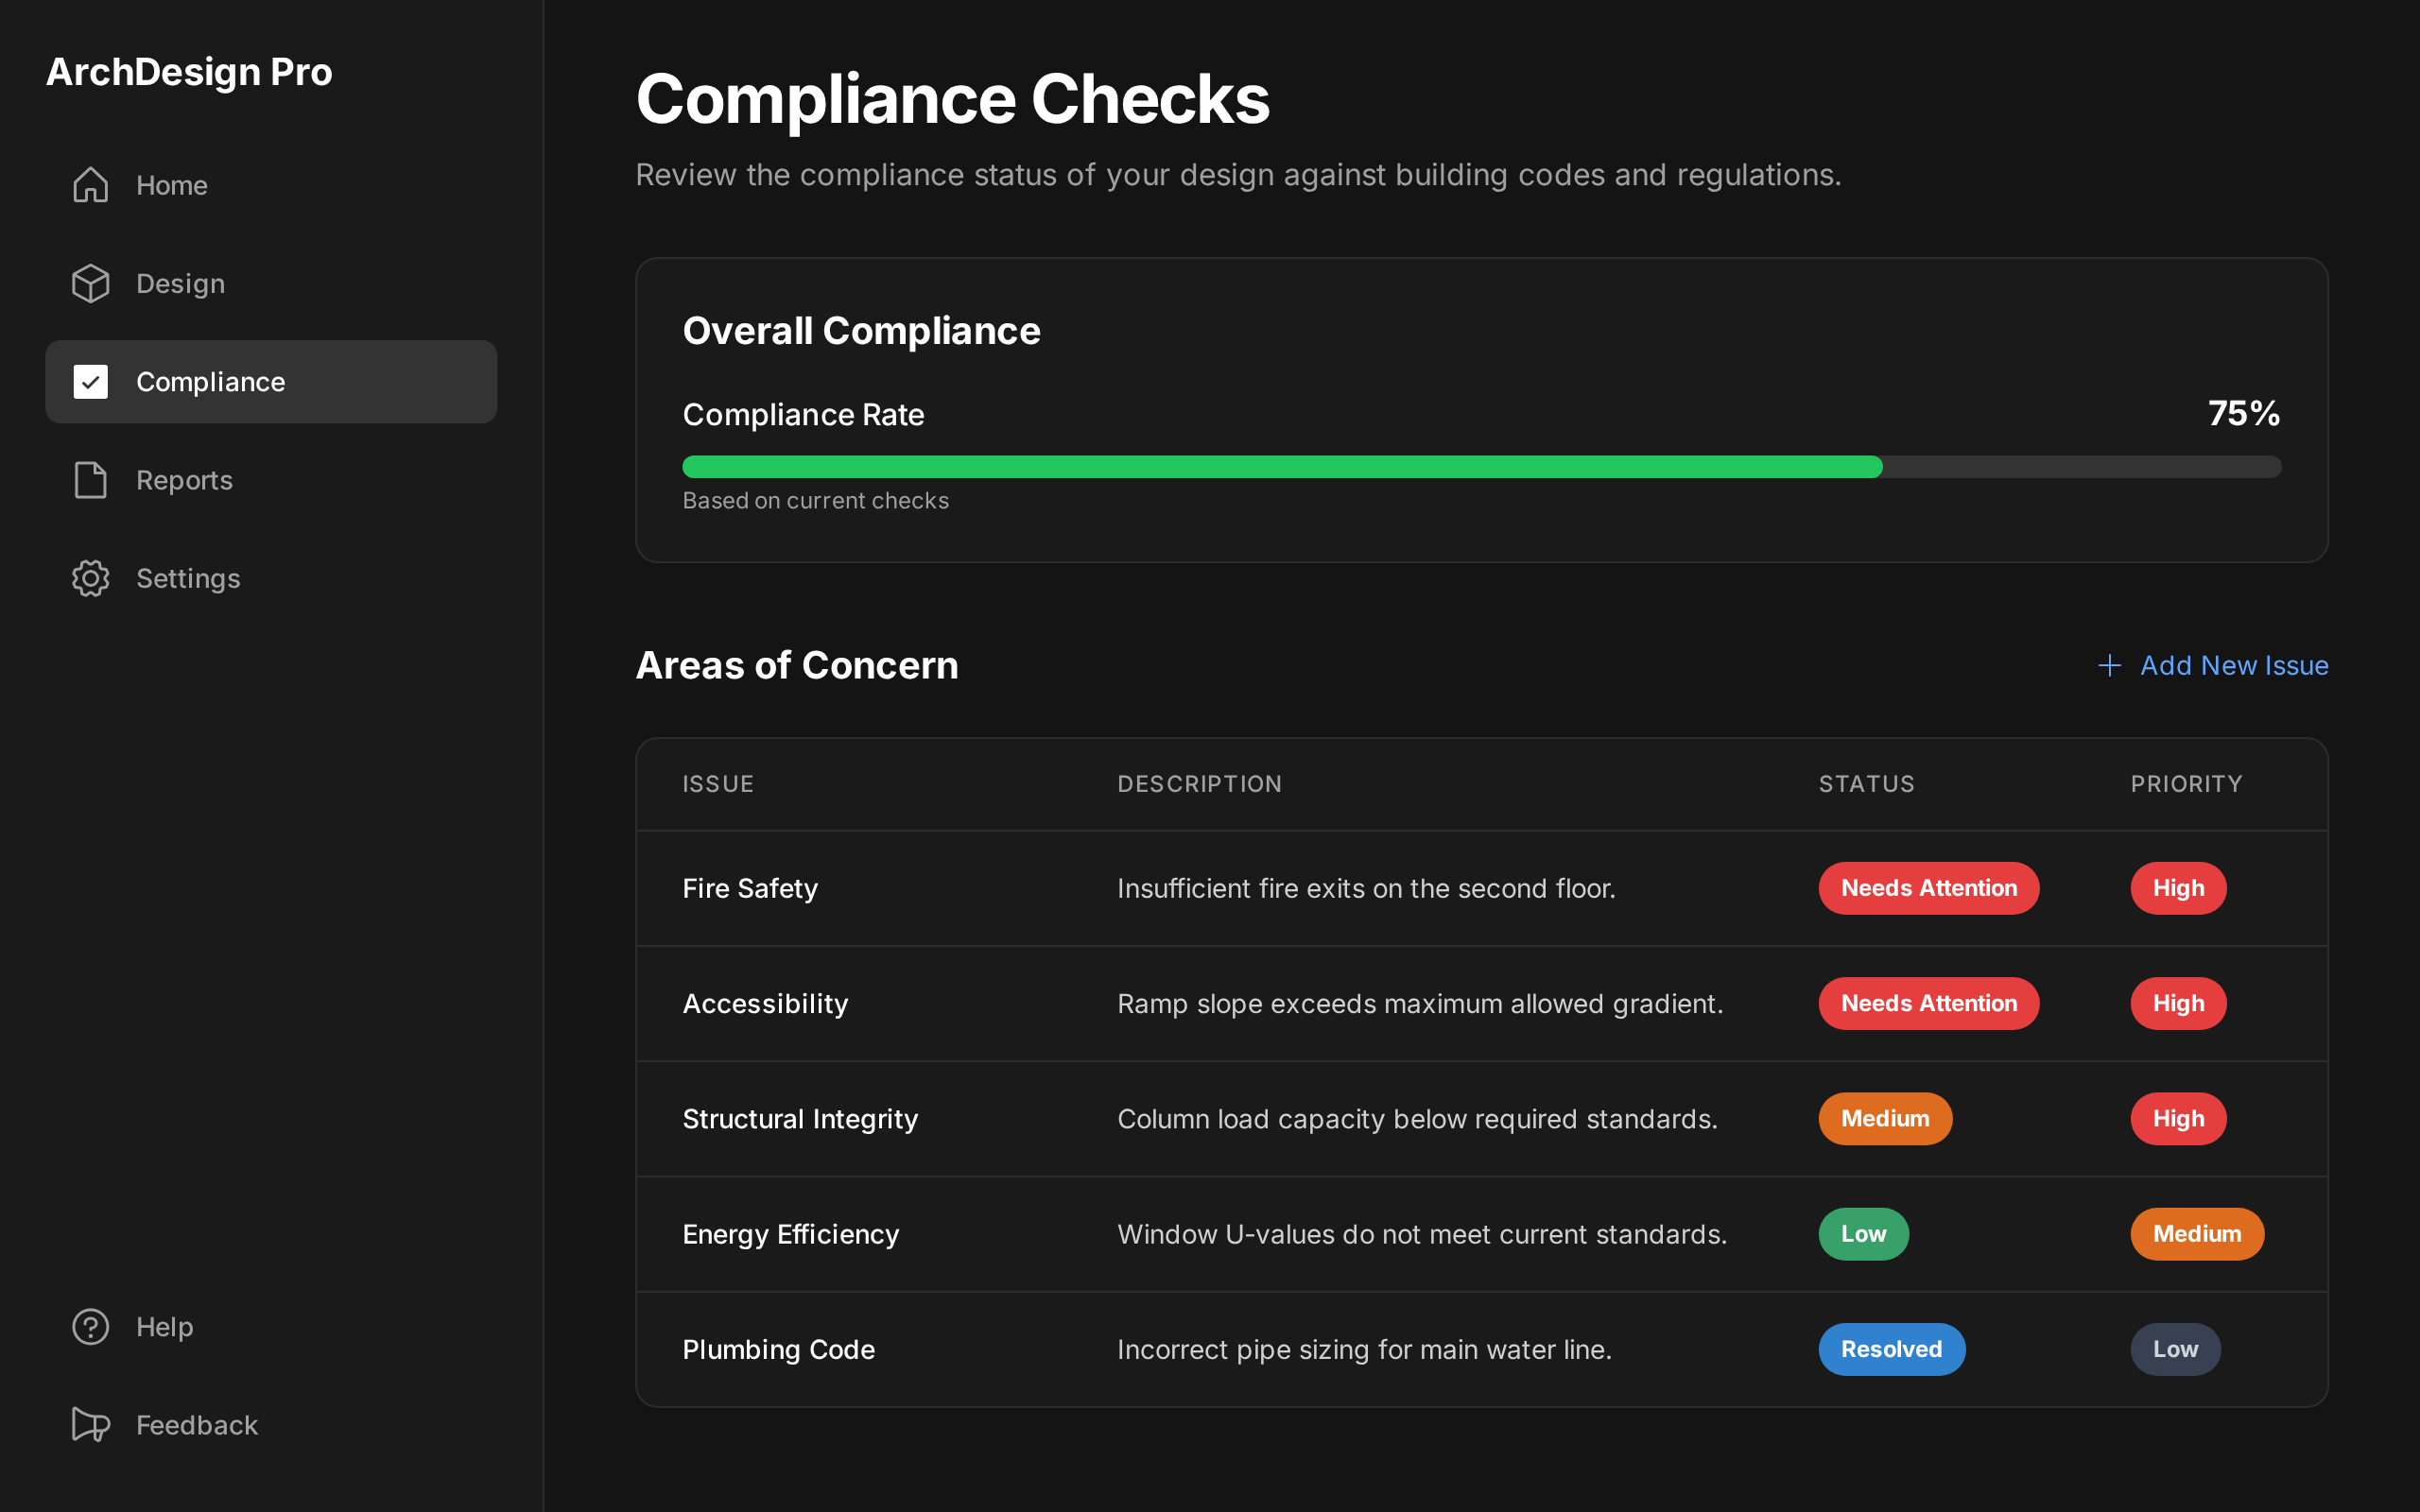 ArchDesign Pro
Home
Design
Compliance
Reports
Settings
Help
Feedback
Compliance Checks
Review the compliance status of your design against building codes and regulations.
Overall Compliance
Compliance Rate 75%
Based on current checks
Areas of Concern Add New Issue
ISSUE DESCRIPTION STATUS PRIORITY
Fire Safety Insufficient fire exits on the second floor. Needs Attention High
Accessibility Ramp slope exceeds maximum allowed gradient. Needs Attention High
Structural Integrity Column load capacity below required standards. Medium High
Energy Efficiency Window U-values do not meet current standards. Low Medium
Plumbing Code Incorrect pipe sizing for main water line. Resolved Low